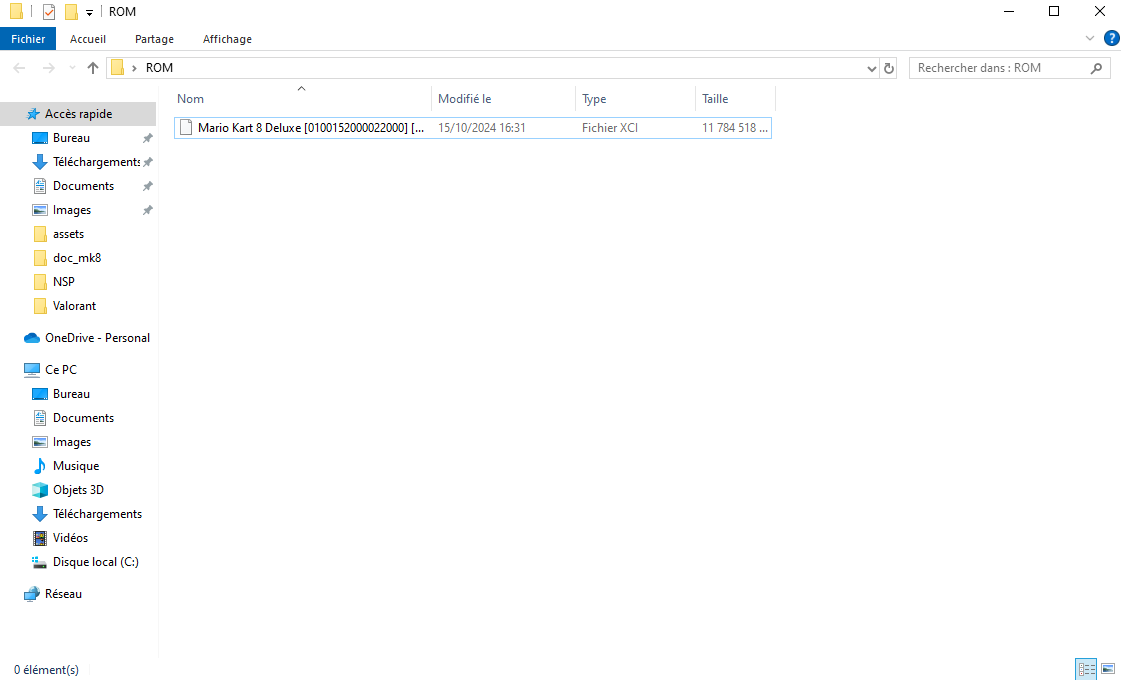 ROM
Fichier Accueil Partage Affichage
ROM Rechercher dans : ROM
Nom Modifié le Type Taille
Mario Kart 8 Deluxe [0100152000022000] [... 15/10/2024 16:31 Fichier XCI 11 784 518 ...
Accès rapide
Bureau
Téléchargements
Documents
Images
assets
doc_mk8
NSP
Valorant
OneDrive - Personal
Ce PC
Bureau
Documents
Images
Musique
Objets 3D
Téléchargements
Vidéos
Disque local (C:)
Réseau
0 élément(s)